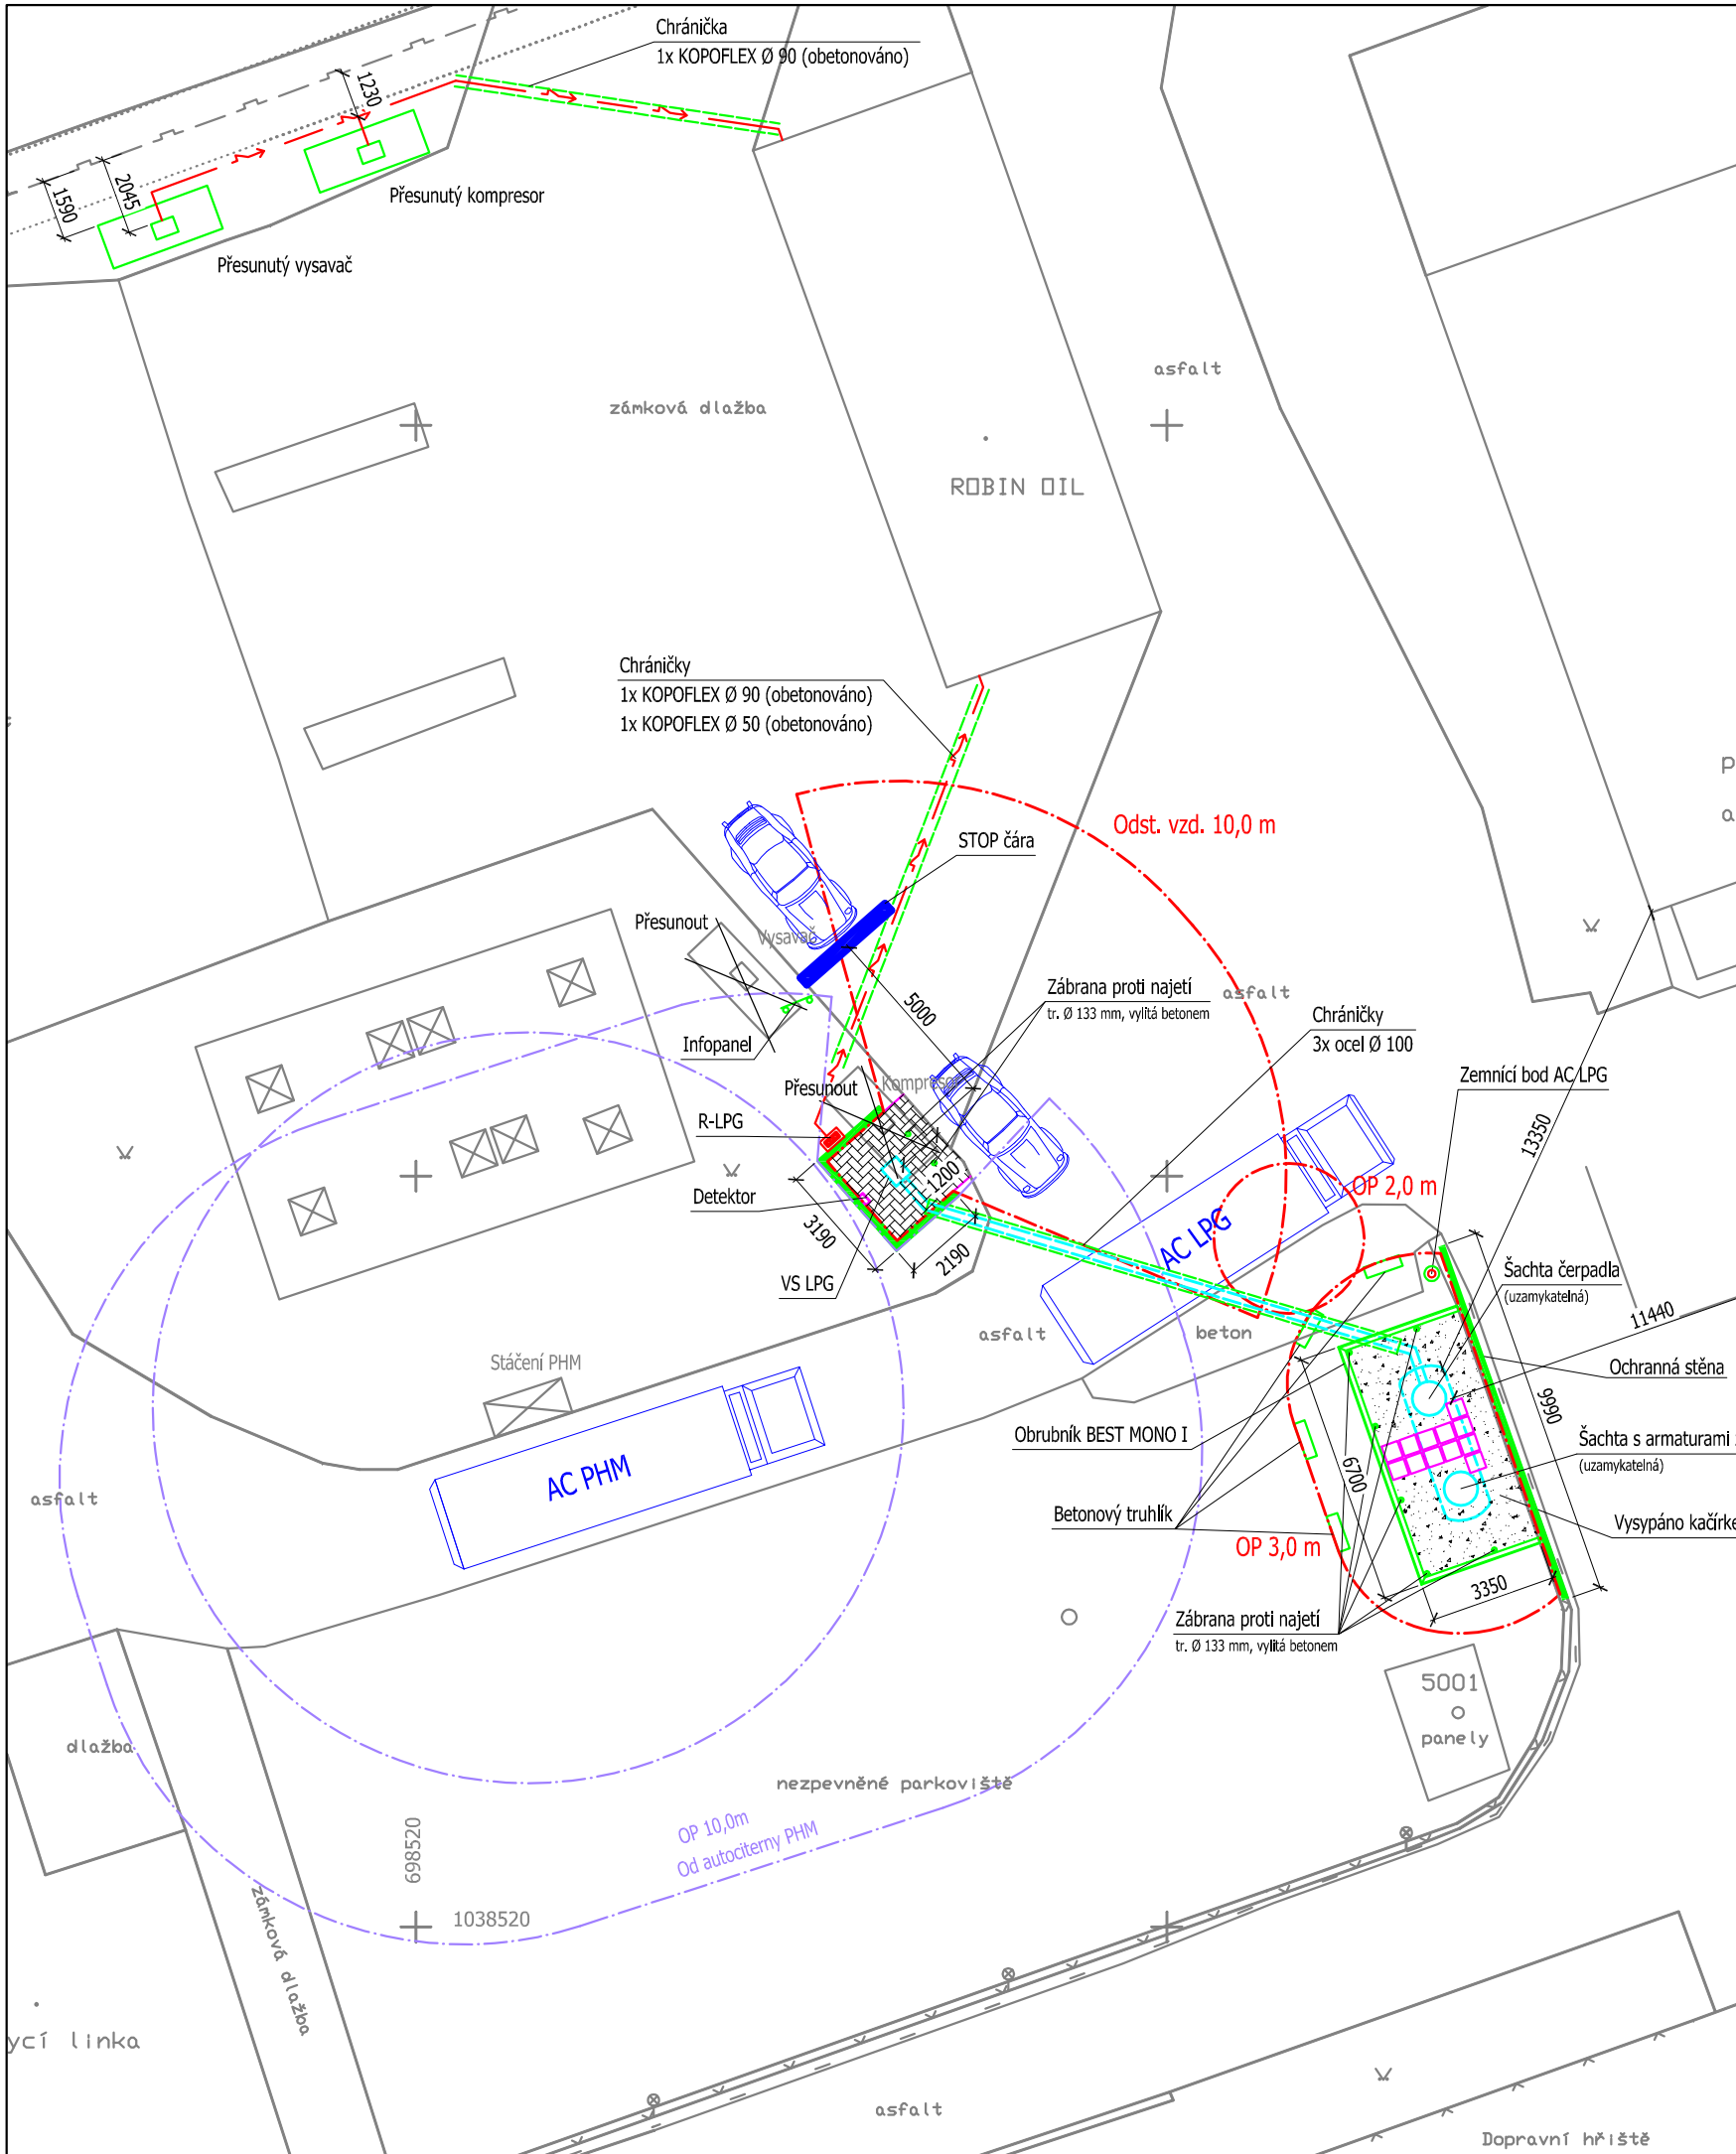 Chránička
1x KOPOFLEX Ø 90 (obetonováno)
1230
2045
1590
Přesunutý kompresor
Přesunutý vysavač
asfalt
zámková dlažba
ROBIN OIL
Chráničky
1x KOPOFLEX Ø 90 (obetonováno)
1x KOPOFLEX Ø 50 (obetonováno)
Odst. vzd. 10,0 m
STOP čára
Přesunout
Vysavač
Zábrana proti najetí
tr. Ø 133 mm, vylitá betonem
asfalt
5000
Chráničky
3x ocel Ø 100
Infopanel
Přesunout
Kompresor
Zemnící bod AC LPG
R-LPG
13350
1200
OP 2,0 m
Detektor
3190
2190
AC LPG
VS LPG
Šachta čerpadla
(uzamykatelná)
11440
asfalt
beton
Stáčení PHM
Ochranná stěna
9990
Obrubník BEST MONO I
Šachta s armaturami
(uzamykatelná)
6700
AC PHM
asfalt
Betonový truhlík
Vysypáno kačírke
OP 3,0 m
3350
Zábrana proti najetí
tr. Ø 133 mm, vylitá betonem
5001
panely
dlažba
nezpevněné parkoviště
OP 10,0m
Od autociterny PHM
698520
1038520
zámková dlažba
ycí linka
asfalt
Dopravní hřiště